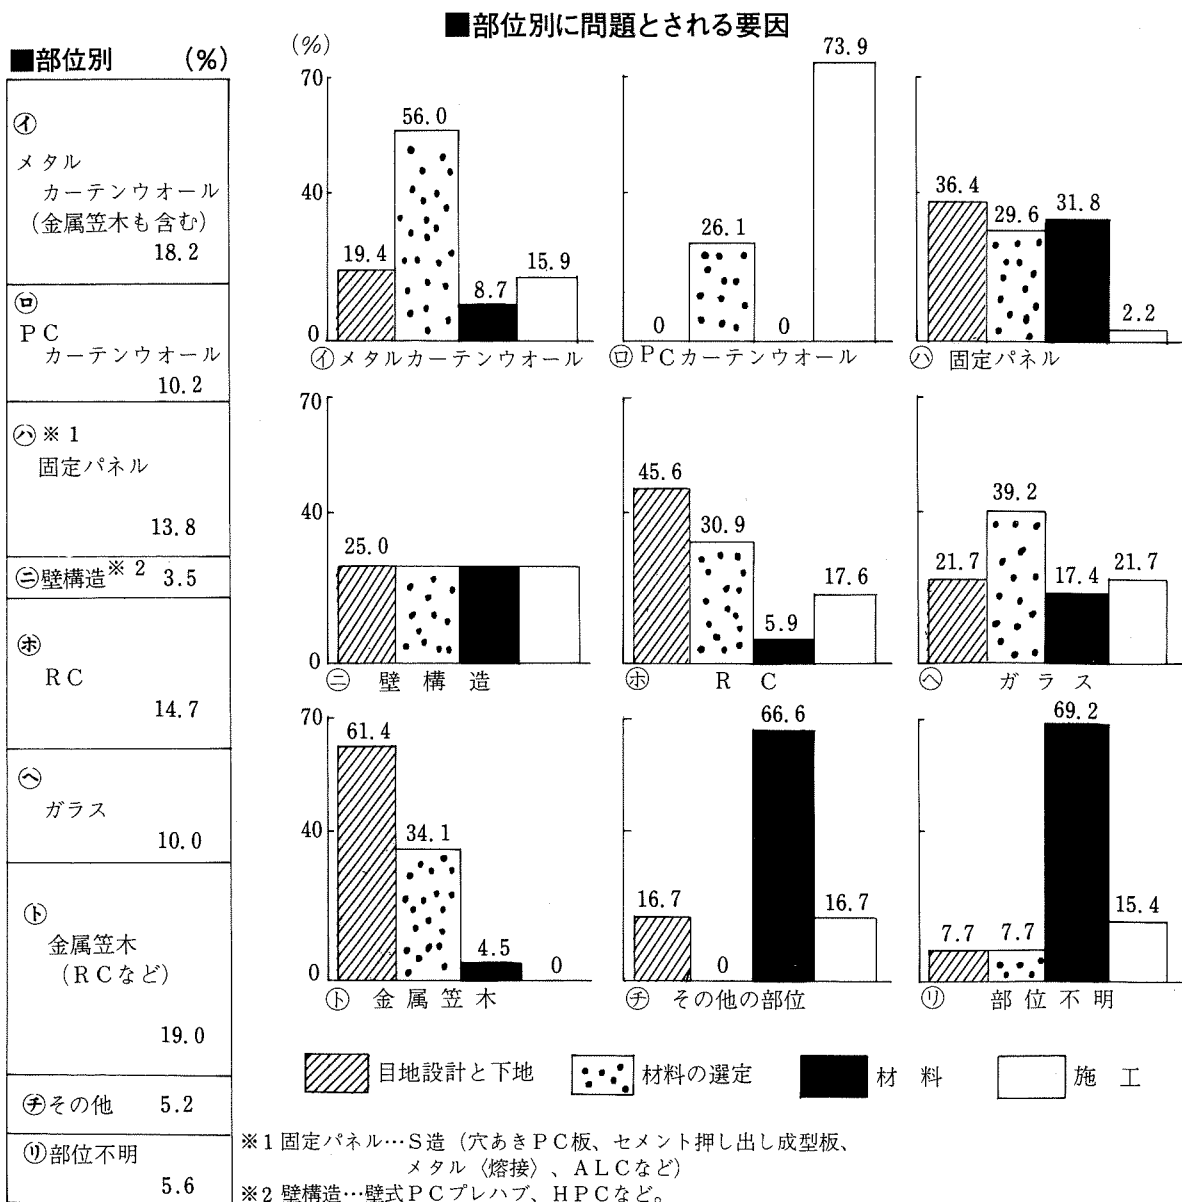 ■部位別に問題とされる要因
■部位別 (%)
㋑
メタル
カーテンウオール
(金属笠木も含む)
18.2
㋺
PC
カーテンウオール
10.2
㋩※1
固定パネル
13.8
㋥壁構造※2 3.5
㋭
RC
14.7
㋬
ガラス
10.0
㋣
金属笠木
(RCなど)
19.0
㋠その他 5.2
㋷部位不明
5.6
(%)
70
40
0
19.4
56.0
8.7
15.9
㋑メタルカーテンウオール
0
26.1
0
73.9
㋺PCカーテンウオール
36.4
29.6
31.8
2.2
㋩ 固定パネル
70
40
0
25.0
㋥ 壁構造
45.6
30.9
5.9
17.6
㋭ RC
21.7
39.2
17.4
21.7
㋬ ガラス
70
40
0
61.4
34.1
4.5
0
㋣ 金属笠木
16.7
0
66.6
16.7
㋠ その他の部位
7.7
7.7
69.2
15.4
㋷ 部位不明
目地設計と下地 材料の選定 材料 施工
※1 固定パネル…S造(穴あきPC板、セメント押し出し成型板、
メタル〈熔接〉、ALCなど)
※2 壁構造…壁式PCプレハブ、HPCなど。